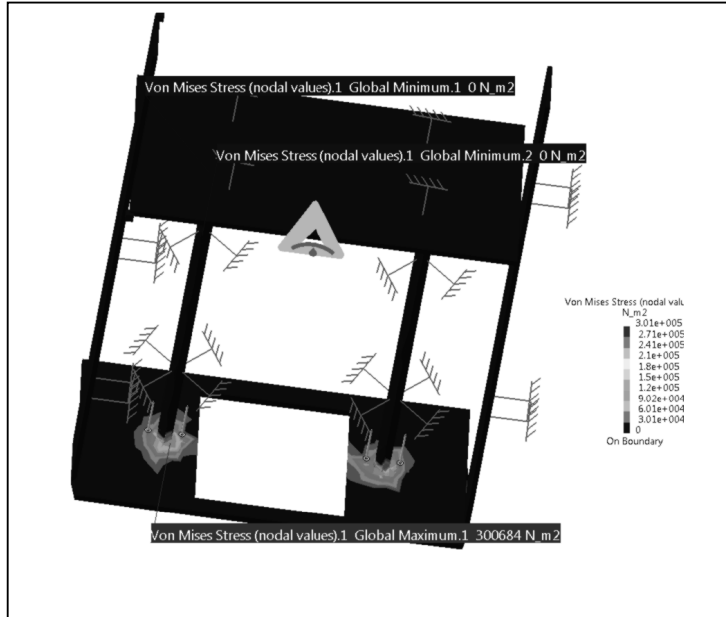 Von Mises Stress (nodal values).1 Global Minimum.1 0 N_m2
Von Mises Stress (nodal values).1 Global Minimum.2 0 N_m2
Von Mises Stress (nodal valu
N_m2
3.01e+005
2.71e+005
2.41e+005
2.1e+005
1.8e+005
1.5e+005
1.2e+005
9.02e+004
6.01e+004
3.01e+004
0
On Boundary
Von Mises Stress (nodal values).1 Global Maximum.1 300684 N_m2